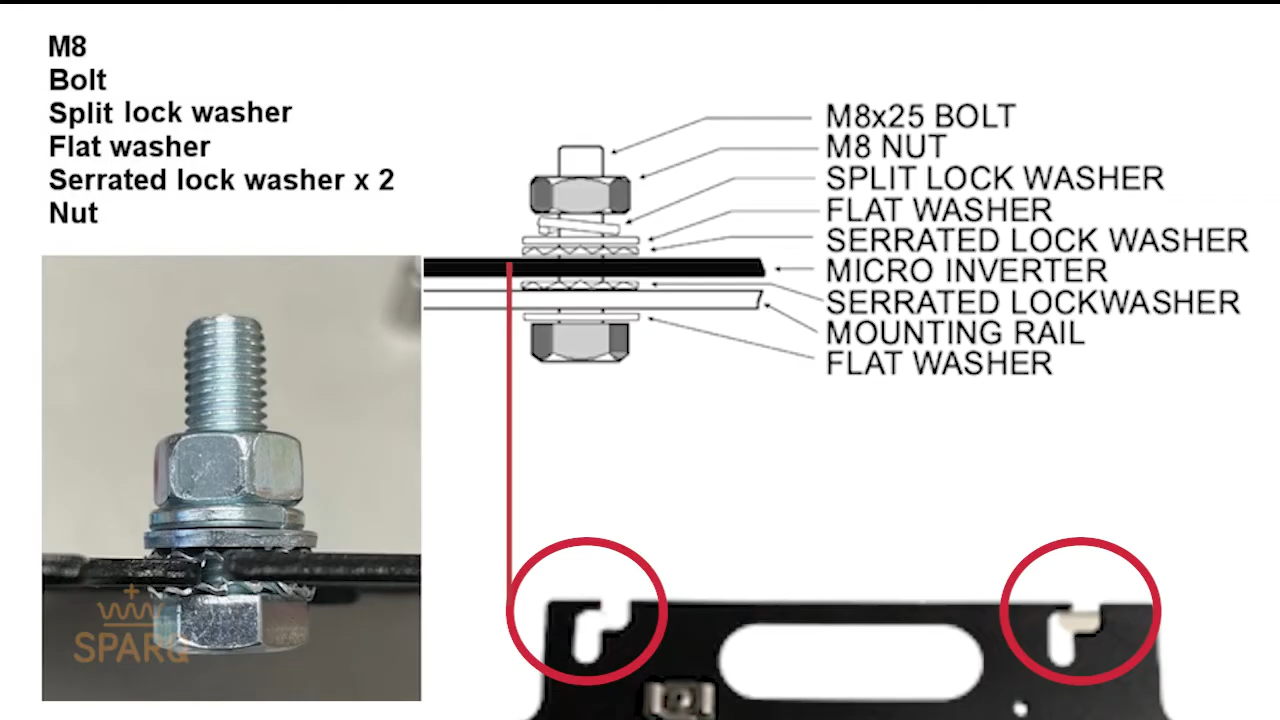 M8
Bolt
Split lock washer
Flat washer
Serrated lock washer x 2
Nut
M8x25 BOLT
M8 NUT
SPLIT LOCK WASHER
FLAT WASHER
SERRATED LOCK WASHER
MICRO INVERTER
SERRATED LOCKWASHER
MOUNTING RAIL
FLAT WASHER
SPARQ